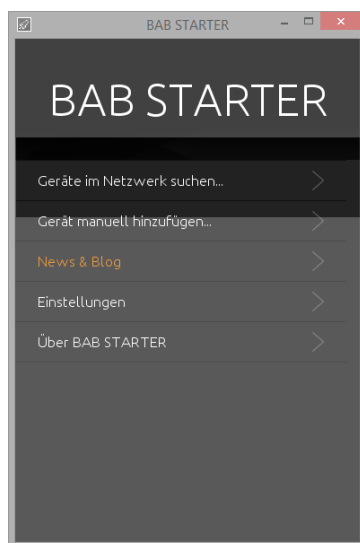 BAB STARTER
BAB STARTER
Geräte im Netzwerk suchen...
Gerät manuell hinzufügen...
News & Blog
Einstellungen
Über BAB STARTER